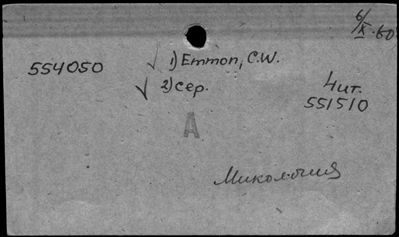 6/X-60
554050
√ 1) Emmon, C.W.
√ 2) Сер.
Чит.
551510
А
Микология